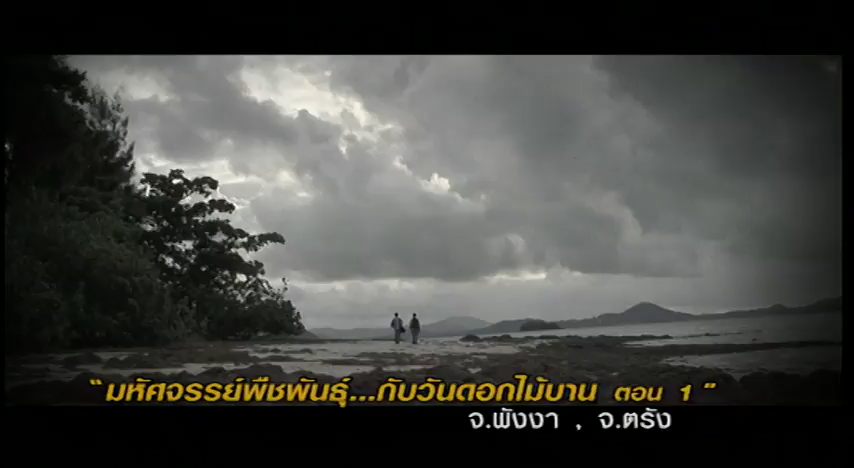 “ มหัศจรรย์พืชพันธุ์...กับวันดอกไม้บาน ตอน 1 ”
จ.พังงา , จ.ตรัง